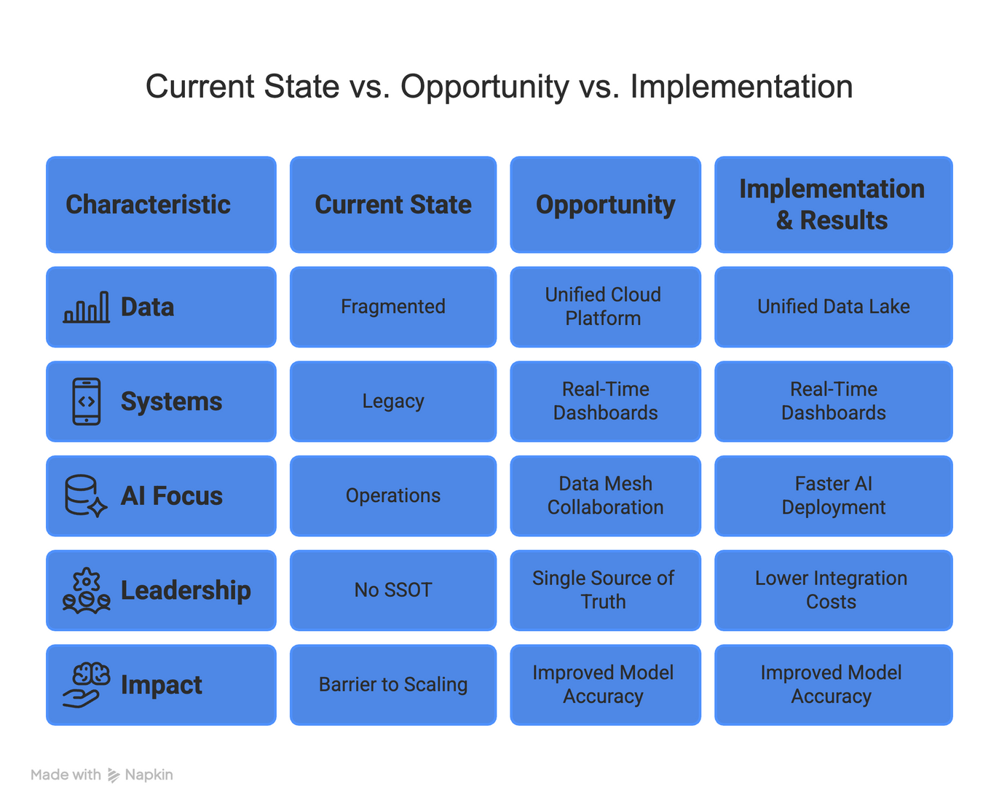 Current State vs. Opportunity vs. Implementation
Characteristic
Current State
Opportunity
Implementation
& Results
Data
Fragmented
Unified Cloud
Platform
Unified Data Lake
Systems
Legacy
Real-Time
Dashboards
Real-Time
Dashboards
AI Focus
Operations
Data Mesh
Collaboration
Faster AI
Deployment
Leadership
No SSOT
Single Source of
Truth
Lower Integration
Costs
Impact
Barrier to Scaling
Improved Model
Accuracy
Improved Model
Accuracy
Made with Napkin